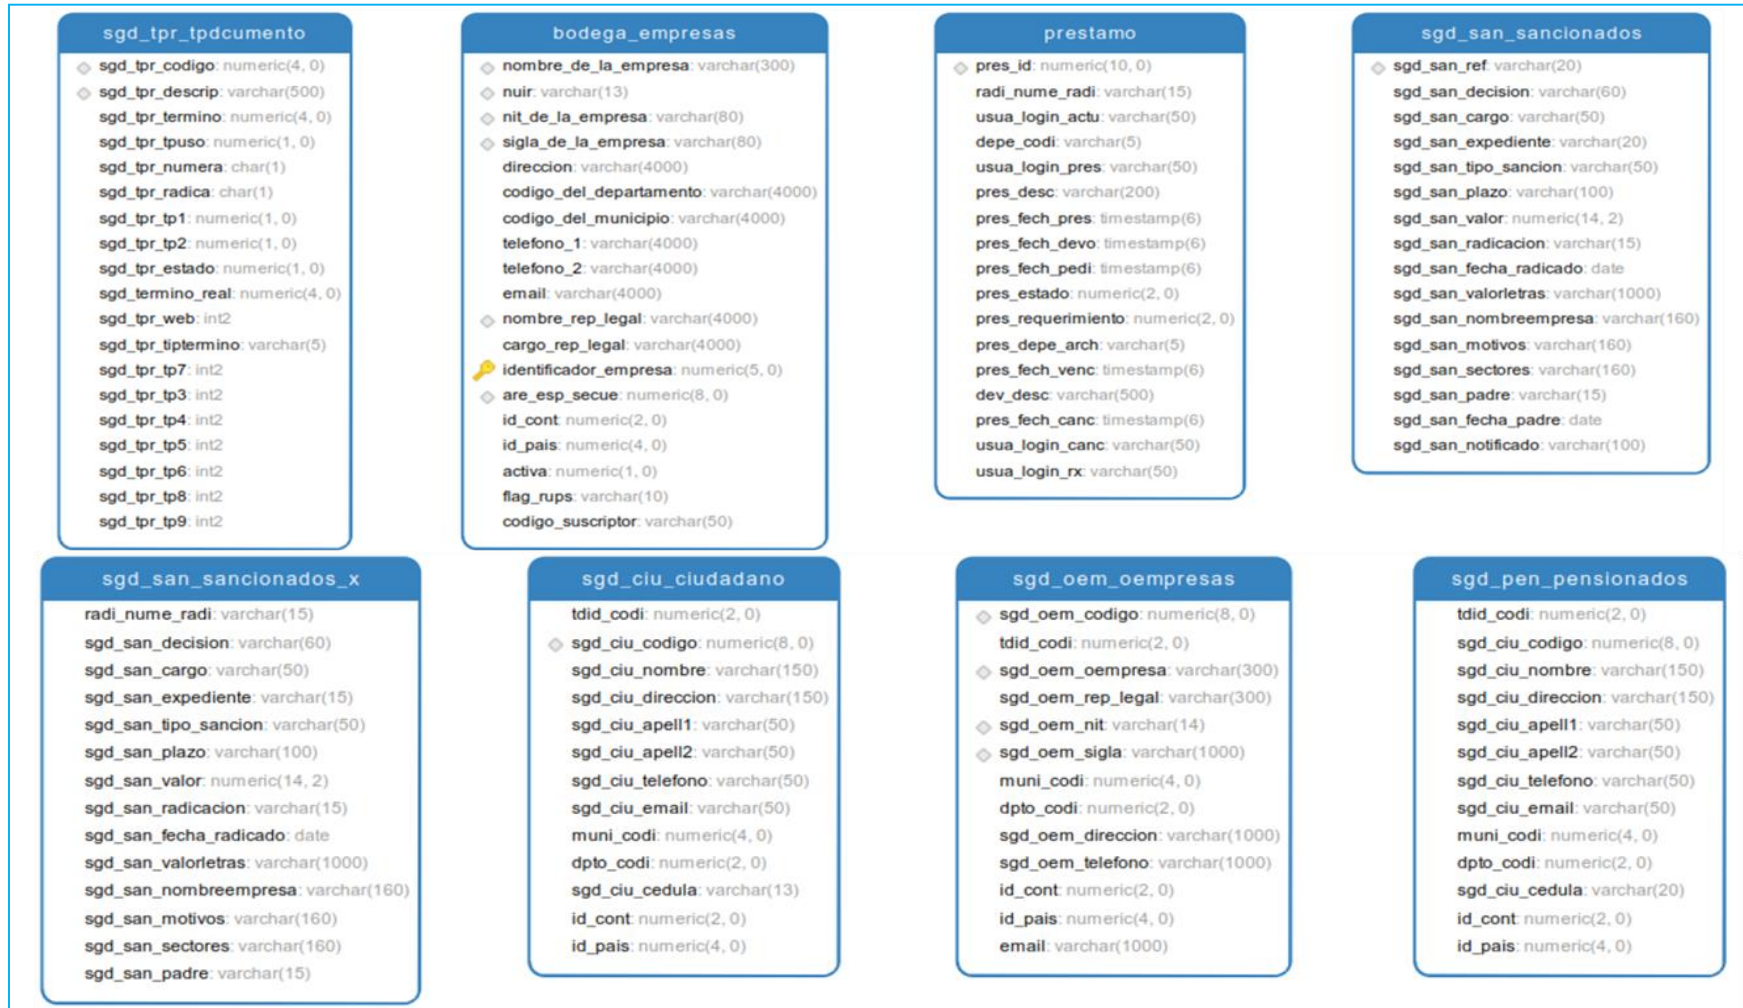 sgd_tpr_tpdcumento
sgd_tpr_codigo: numeric(4, 0)
sgd_tpr_descrip: varchar(500)
sgd_tpr_termino: numeric(4, 0)
sgd_tpr_tpuso: numeric(1, 0)
sgd_tpr_numera: char(1)
sgd_tpr_radica: char(1)
sgd_tpr_tp1: numeric(1, 0)
sgd_tpr_tp2: numeric(1, 0)
sgd_tpr_estado: numeric(1, 0)
sgd_termino_real: numeric(4, 0)
sgd_tpr_web: int2
sgd_tpr_tiptermino: varchar(5)
sgd_tpr_tp7: int2
sgd_tpr_tp3: int2
sgd_tpr_tp4: int2
sgd_tpr_tp5: int2
sgd_tpr_tp6: int2
sgd_tpr_tp8: int2
sgd_tpr_tp9: int2
bodega_empresas
nombre_de_la_empresa: varchar(300)
nuir: varchar(13)
nit_de_la_empresa: varchar(80)
sigla_de_la_empresa: varchar(80)
direccion: varchar(4000)
codigo_del_departamento: varchar(4000)
codigo_del_municipio: varchar(4000)
telefono_1: varchar(4000)
telefono_2: varchar(4000)
email: varchar(4000)
nombre_rep_legal: varchar(4000)
cargo_rep_legal: varchar(4000)
identificador_empresa: numeric(5, 0)
are_esp_secue: numeric(8, 0)
id_cont: numeric(2, 0)
id_pais: numeric(4, 0)
activa: numeric(1, 0)
flag_rups: varchar(10)
codigo_suscriptor: varchar(50)
prestamo
pres_id: numeric(10, 0)
radi_nume_radi: varchar(15)
usua_login_actu: varchar(50)
depe_codi: varchar(5)
usua_login_pres: varchar(50)
pres_desc: varchar(200)
pres_fech_pres: timestamp(6)
pres_fech_devo: timestamp(6)
pres_fech_pedi: timestamp(6)
pres_estado: numeric(2, 0)
pres_requerimiento: numeric(2, 0)
pres_depe_arch: varchar(5)
pres_fech_venc: timestamp(6)
dev_desc: varchar(500)
pres_fech_canc: timestamp(6)
usua_login_canc: varchar(50)
usua_login_rx: varchar(50)
sgd_san_sancionados
sgd_san_ref: varchar(20)
sgd_san_decision: varchar(60)
sgd_san_cargo: varchar(50)
sgd_san_expediente: varchar(20)
sgd_san_tipo_sancion: varchar(50)
sgd_san_plazo: varchar(100)
sgd_san_valor: numeric(14, 2)
sgd_san_radicacion: varchar(15)
sgd_san_fecha_radicado: date
sgd_san_valorletras: varchar(1000)
sgd_san_nombreempresa: varchar(160)
sgd_san_motivos: varchar(160)
sgd_san_sectores: varchar(160)
sgd_san_padre: varchar(15)
sgd_san_fecha_padre: date
sgd_san_notificado: varchar(100)
sgd_san_sancionados_x
radi_nume_radi: varchar(15)
sgd_san_decision: varchar(60)
sgd_san_cargo: varchar(50)
sgd_san_expediente: varchar(15)
sgd_san_tipo_sancion: varchar(50)
sgd_san_plazo: varchar(100)
sgd_san_valor: numeric(14, 2)
sgd_san_radicacion: varchar(15)
sgd_san_fecha_radicado: date
sgd_san_valorletras: varchar(1000)
sgd_san_nombreempresa: varchar(160)
sgd_san_motivos: varchar(160)
sgd_san_sectores: varchar(160)
sgd_san_padre: varchar(15)
sgd_ciu_ciudadano
tdid_codi: numeric(2, 0)
sgd_ciu_codigo: numeric(8, 0)
sgd_ciu_nombre: varchar(150)
sgd_ciu_direccion: varchar(150)
sgd_ciu_apell1: varchar(50)
sgd_ciu_apell2: varchar(50)
sgd_ciu_telefono: varchar(50)
sgd_ciu_email: varchar(50)
muni_codi: numeric(4, 0)
dpto_codi: numeric(2, 0)
sgd_ciu_cedula: varchar(13)
id_cont: numeric(2, 0)
id_pais: numeric(4, 0)
sgd_oem_oempresas
sgd_oem_codigo: numeric(8, 0)
tdid_codi: numeric(2, 0)
sgd_oem_oempresa: varchar(300)
sgd_oem_rep_legal: varchar(300)
sgd_oem_nit: varchar(14)
sgd_oem_sigla: varchar(1000)
muni_codi: numeric(4, 0)
dpto_codi: numeric(2, 0)
sgd_oem_direccion: varchar(1000)
sgd_oem_telefono: varchar(1000)
id_cont: numeric(2, 0)
id_pais: numeric(4, 0)
email: varchar(1000)
sgd_pen_pensionados
tdid_codi: numeric(2, 0)
sgd_ciu_codigo: numeric(8, 0)
sgd_ciu_nombre: varchar(150)
sgd_ciu_direccion: varchar(150)
sgd_ciu_apell1: varchar(50)
sgd_ciu_apell2: varchar(50)
sgd_ciu_telefono: varchar(50)
sgd_ciu_email: varchar(50)
muni_codi: numeric(4, 0)
dpto_codi: numeric(2, 0)
sgd_ciu_cedula: varchar(20)
id_cont: numeric(2, 0)
id_pais: numeric(4, 0)